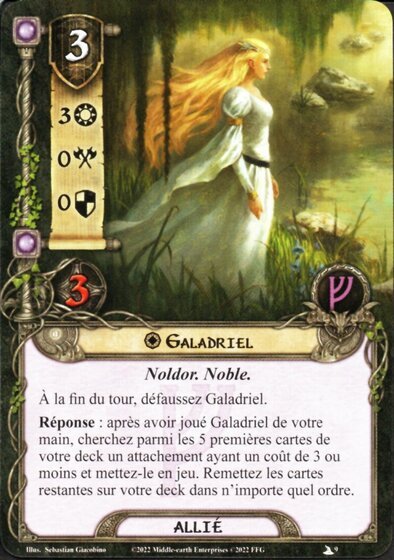 3
3
0
0
3
Galadriel
Noldor. Noble.
À la fin du tour, défaussez Galadriel.
Réponse : après avoir joué Galadriel de votre
main, cherchez parmi les 5 premières cartes de
votre deck un attachement ayant un coût de 3 ou
moins et mettez-le en jeu. Remettez les cartes
restantes sur votre deck dans n'importe quel ordre.
ALLIÉ
Illus. Sebastian Giacobino
©2022 Middle-earth Enterprises ©2022 FFG
9